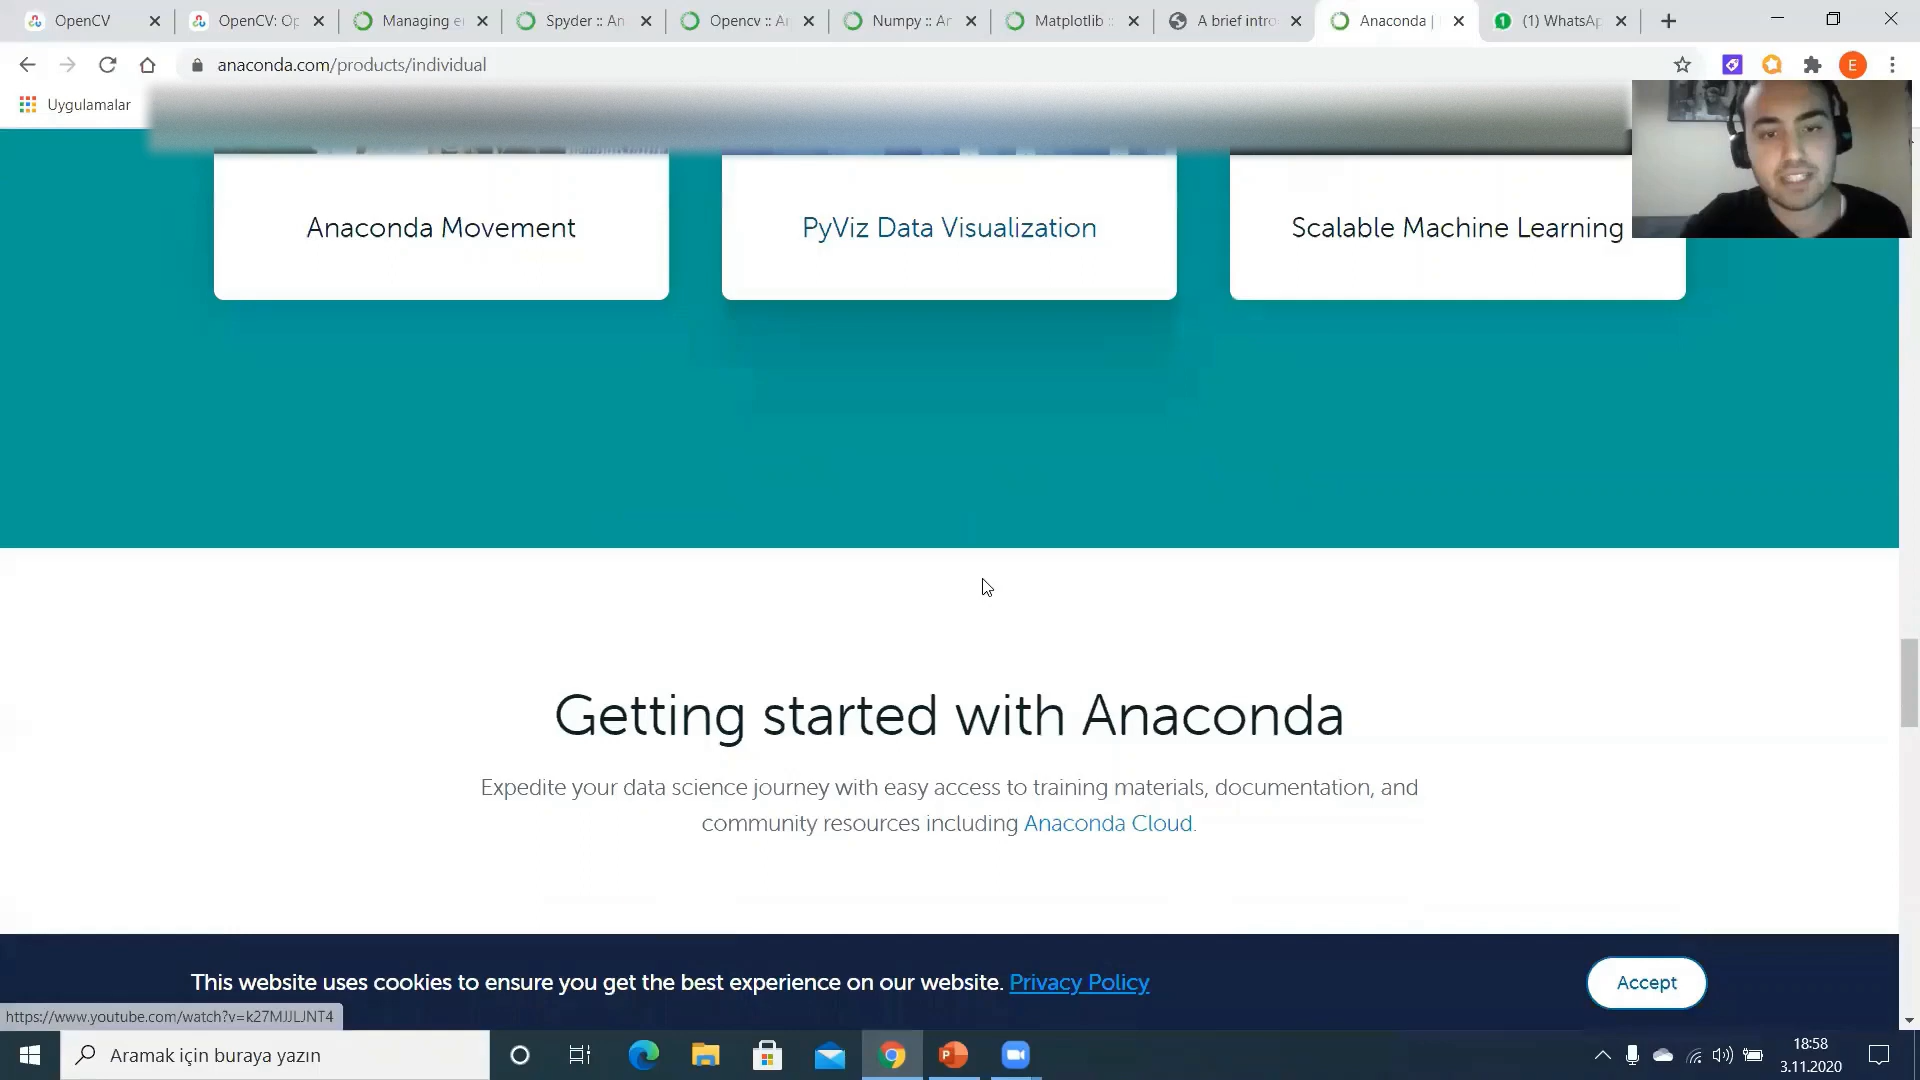 OpenCV
OpenCV: Op
Managing e
Spyder :: An
Opencv :: A
Numpy :: An
Matplotlib ::
A brief intro
Anaconda |
(1) WhatsAp
anaconda.com/products/individual
E
Uygulamalar
Anaconda Movement
PyViz Data Visualization
Scalable Machine Learning
Getting started with Anaconda
Expedite your data science journey with easy access to training materials, documentation, and
community resources including Anaconda Cloud.
This website uses cookies to ensure you get the best experience on our website. Privacy Policy
Accept
https://www.youtube.com/watch?v=k27MJJLJNT4
Aramak için buraya yazın
18:58
3.11.2020